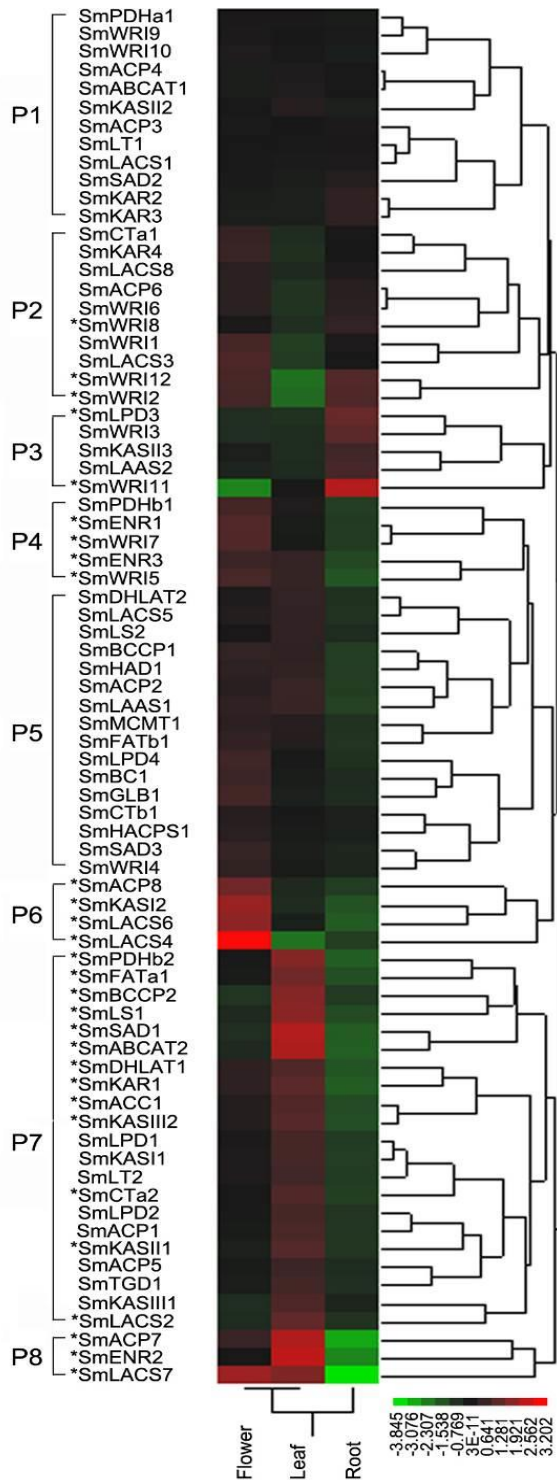 SmPDHa1
SmWRI9
SmWRI10
SmACP4
SmABCAT1
P1
SmKASII2
SmACP3
SmLT1
SmLACS1
SmSAD2
SmKAR2
SmKAR3
SmCTa1
SmKAR4
SmLACS8
P2
SmACP6
SmWRI6
*SmWRI8
SmWRI1
SmLACS3
*SmWRI12
*SmWRI2
*SmLPD3
SmWRI3
P3
SmKASII3
SmLAAS2
*SmWRI11
SmPDHb1
*SmENR1
P4
*SmWRI7
*SmENR3
*SmWRI5
SmDHLAT2
SmLACS5
SmLS2
SmBCCP1
SmHAD1
SmACP2
SmLAAS1
P5
SmMCMT1
SmFATb1
SmLPD4
SmBC1
SmGLB1
SmCTb1
SmHACPS1
SmSAD3
SmWRI4
*SmACP8
P6
*SmKASI2
*SmLACS6
*SmLACS4
*SmPDHb2
*SmFATa1
*SmBCCP2
*SmLS1
*SmSAD1
*SmABCAT2
*SmDHLAT1
*SmKAR1
*SmACC1
*SmKASIII2
P7
SmLPD1
SmKASI1
SmLT2
*SmCTa2
SmLPD2
SmACP1
*SmKASII1
SmACP5
SmTGD1
SmKASIII1
*SmLACS2
*SmACP7
P8
*SmENR2
*SmLACS7
Flower
Leaf
Root
-3.845
-3.076
-2.307
-1.538
-0.769
3E-11
0.641
1.281
1.921
2.562
3.202